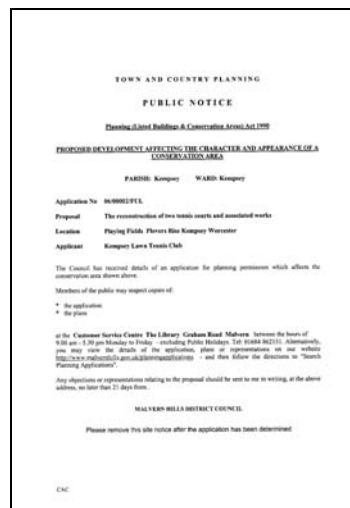 TOWN AND COUNTRY PLANNING
PUBLIC NOTICE
Planning (Listed Buildings & Conservation Areas) Act 1990
PROPOSED DEVELOPMENT AFFECTING THE CHARACTER AND APPEARANCE OF A
CONSERVATION AREA
PARISH: Kempsey WARD: Kempsey
Application No 06/00002/FUL
Proposal The reconstruction of two tennis courts and associated works
Location Playing Fields Plovers Rise Kempsey Worcester
Applicant Kempsey Lawn Tennis Club
The Council has received details of an application for planning permission which affects the
conservation area shown above.
Members of the public may inspect copies of:
* the application
* the plans
at the Customer Service Centre The Library Graham Road Malvern between the hours of
9.00 am - 5.30 pm Monday to Friday - excluding Public Holidays. Tel: 01684 862151. Alternatively,
you may view the details of the application, plans or representations on our website
http://www.malvernhills.gov.uk/planningapplications - and then follow the directions to "Search
Planning Applications".
Any objections or representations relating to the proposal should be sent to me in writing, at the above
address, no later than 21 days from .
MALVERN HILLS DISTRICT COUNCIL
Please remove this site notice after the application has been determined
CAC